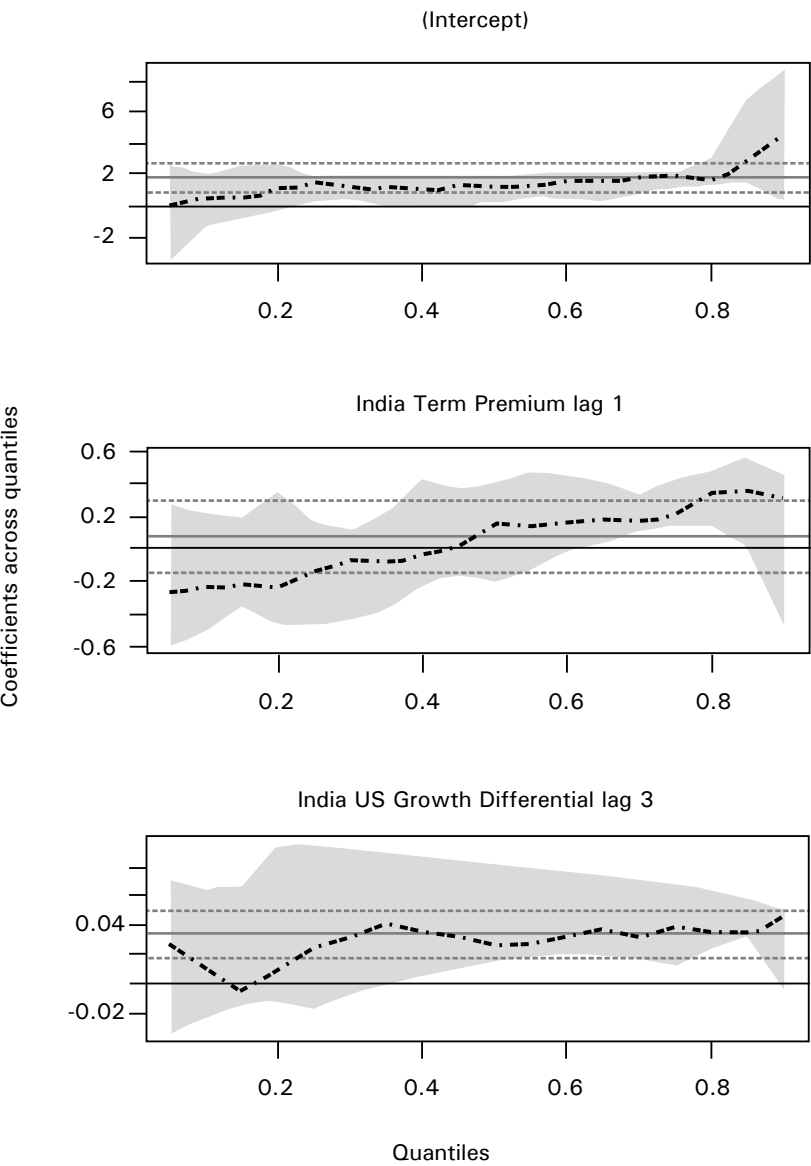 (Intercept)
6
2
-2
0.2 0.4 0.6 0.8
India Term Premium lag 1
0.6
0.2
-0.2
-0.6
0.2 0.4 0.6 0.8
Coefficients across quantiles
India US Growth Differential lag 3
0.04
-0.02
0.2 0.4 0.6 0.8
Quantiles